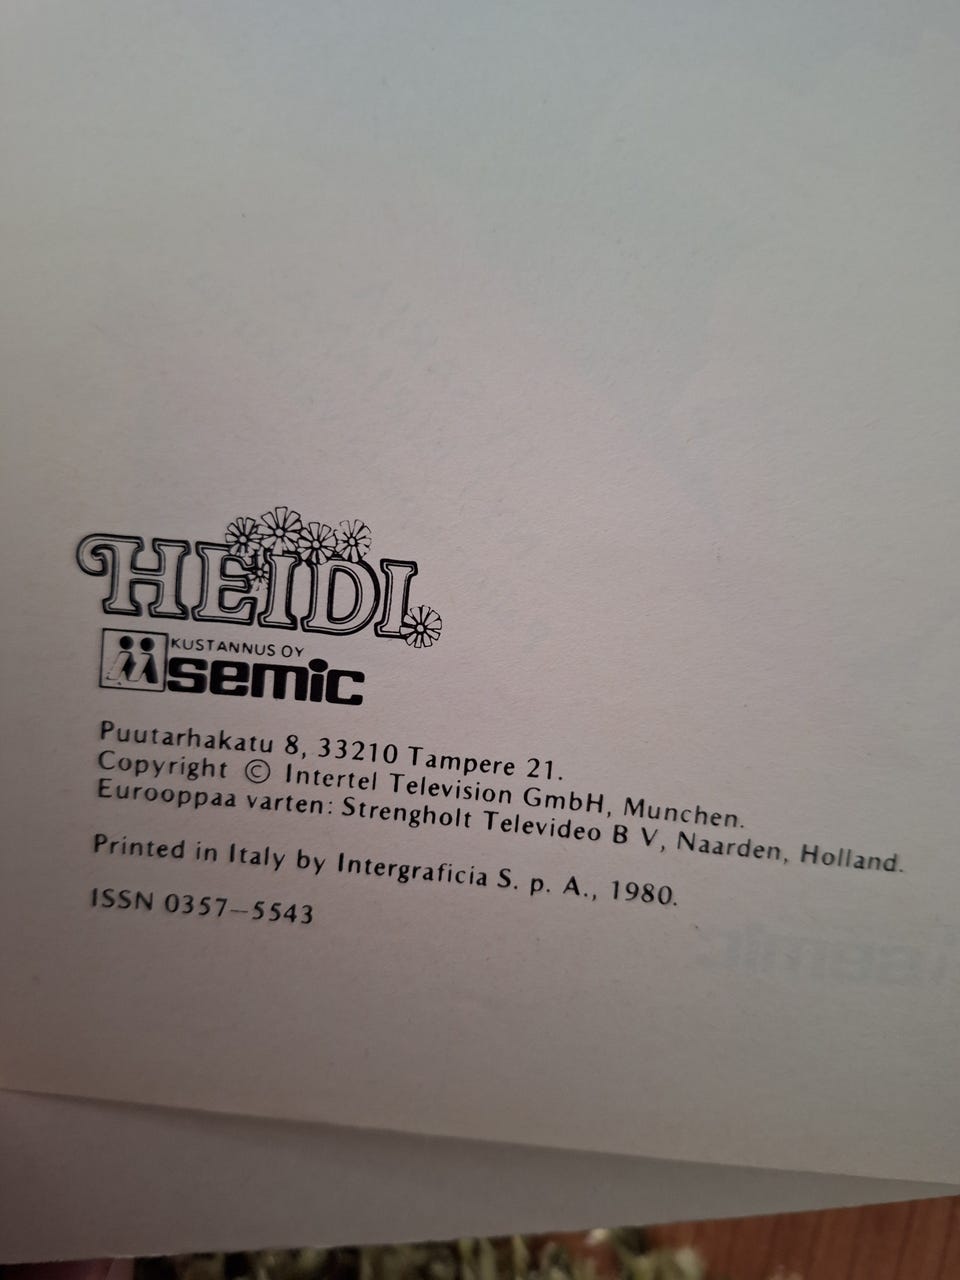 HEIDI
KUSTANNUS OY
semic
Puutarhakatu 8, 33210 Tampere 21.
Copyright © Intertel Television GmbH, Munchen.
Eurooppaa varten: Strengholt Televideo B V, Naarden, Holland.
Printed in Italy by Intergraficia S. p. A., 1980.
ISSN 0357—5543
semic